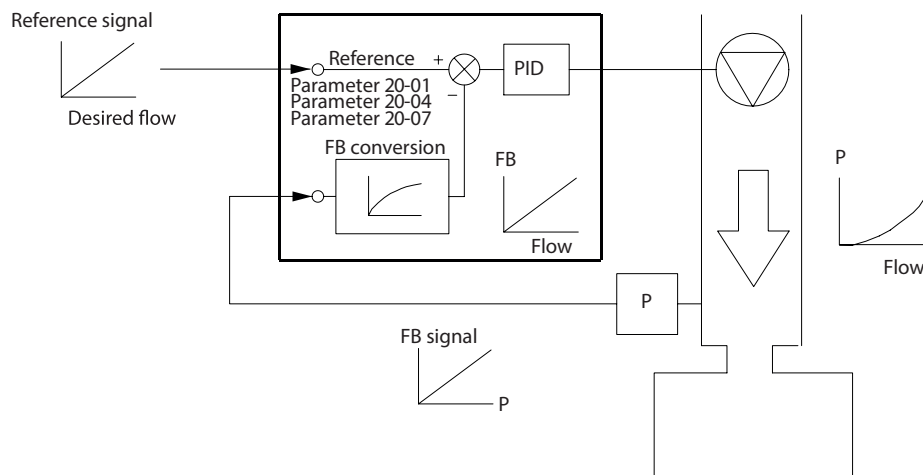 Reference signal
Desired flow
Reference
+
−
PID
Parameter 20-01
Parameter 20-04
Parameter 20-07
FB conversion
FB
Flow
P
Flow
P
FB signal
P